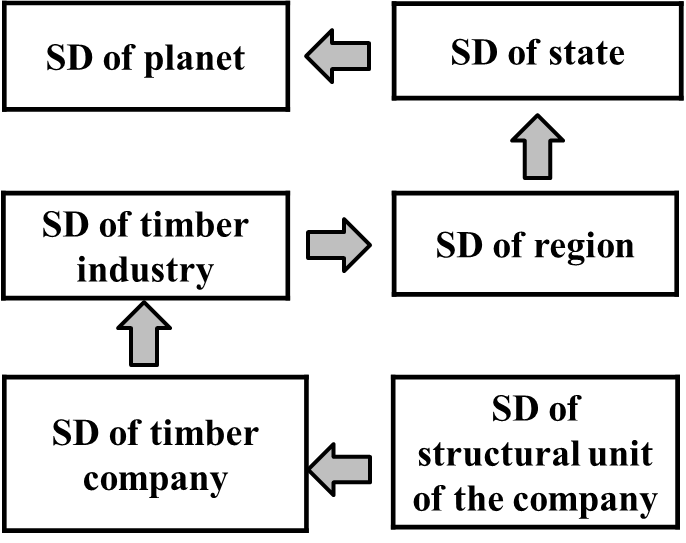 SD of planet
SD of state
SD of timber
industry
SD of region
SD of timber
company
SD of
structural unit
of the company